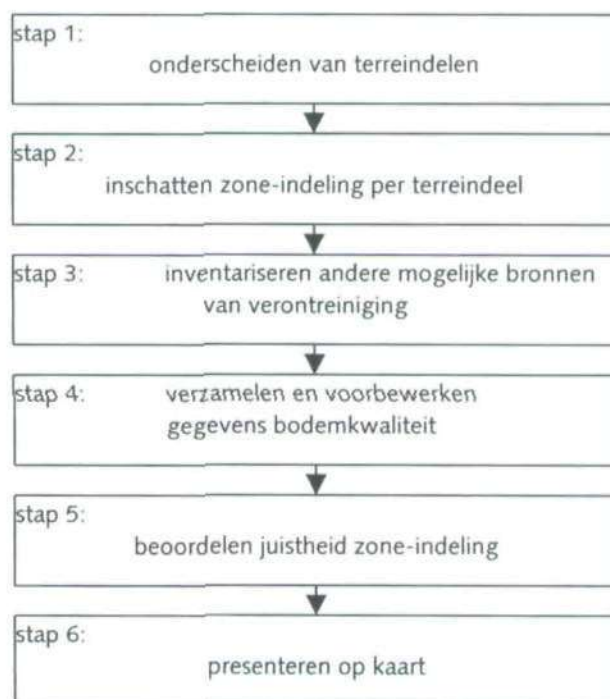 stap 1:
onderscheiden van terreindelen
stap 2:
inschatten zone-indeling per terreindeel
stap 3: inventariseren andere mogelijke bronnen
van verontreiniging
stap 4: verzamelen en voorbewerken
gegevens bodemkwaliteit
stap 5:
beoordelen juistheid zone-indeling
stap 6:
presenteren op kaart